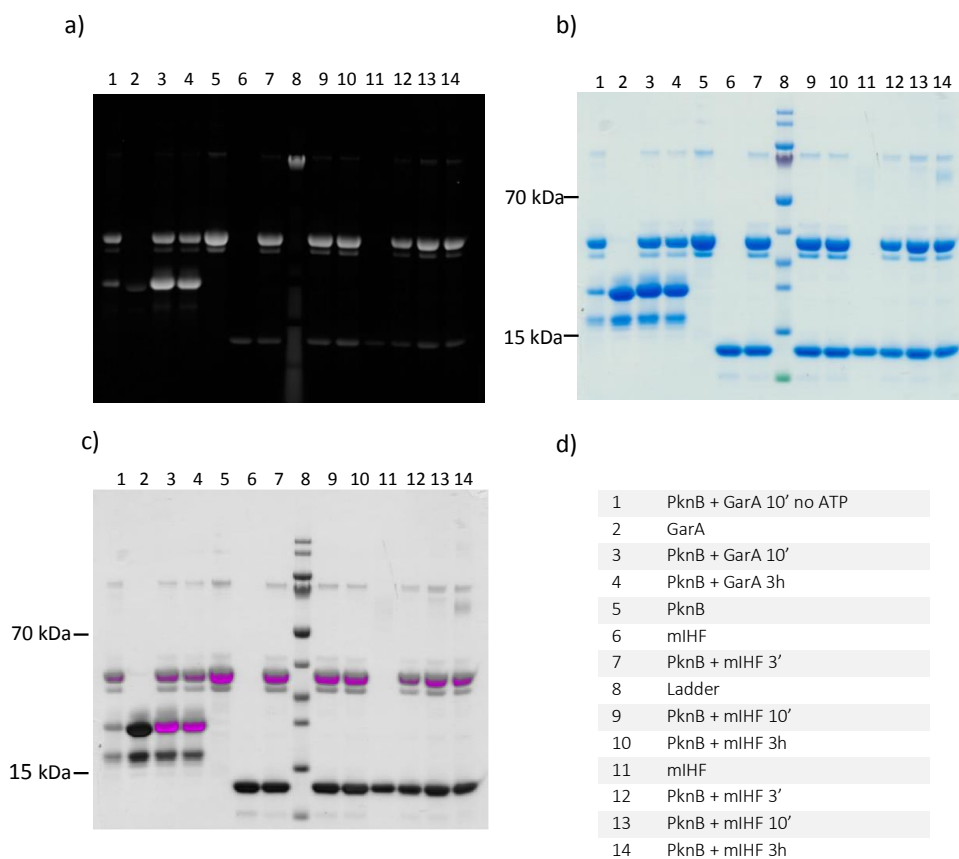 a)
1 2 3 4 5 6 7 8 9 10 11 12 13 14
b)
1 2 3 4 5 6 7 8 9 10 11 12 13 14
70 kDa
15 kDa
c)
1 2 3 4 5 6 7 8 9 10 11 12 13 14
70 kDa
15 kDa
d)
1 PknB + GarA 10’ no ATP
2 GarA
3 PknB + GarA 10’
4 PknB + GarA 3h
5 PknB
6 mIHF
7 PknB + mIHF 3’
8 Ladder
9 PknB + mIHF 10’
10 PknB + mIHF 3h
11 mIHF
12 PknB + mIHF 3’
13 PknB + mIHF 10’
14 PknB + mIHF 3h